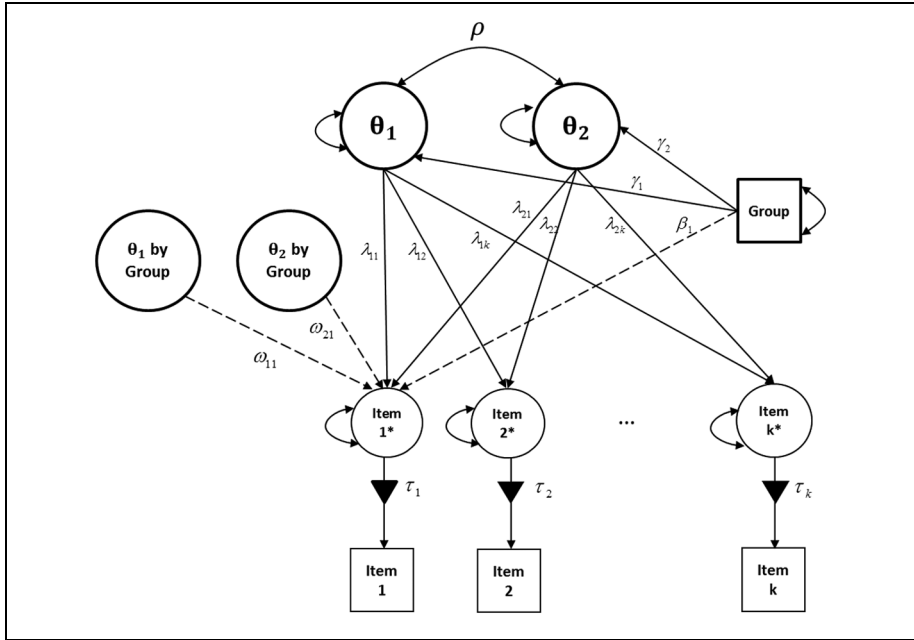 ρ
θ₁
θ₂
γ₂
γ₁
Group
θ₁ by
Group
θ₂ by
Group
λ₁₁
λ₁₂
λ₁ₖ
λ₂₁
λ₂₂
λ₂ₖ
β₁
ω₁₁
ω₂₁
Item
1*
Item
2*
...
Item
k*
τ₁
τ₂
τₖ
Item
1
Item
2
Item
k